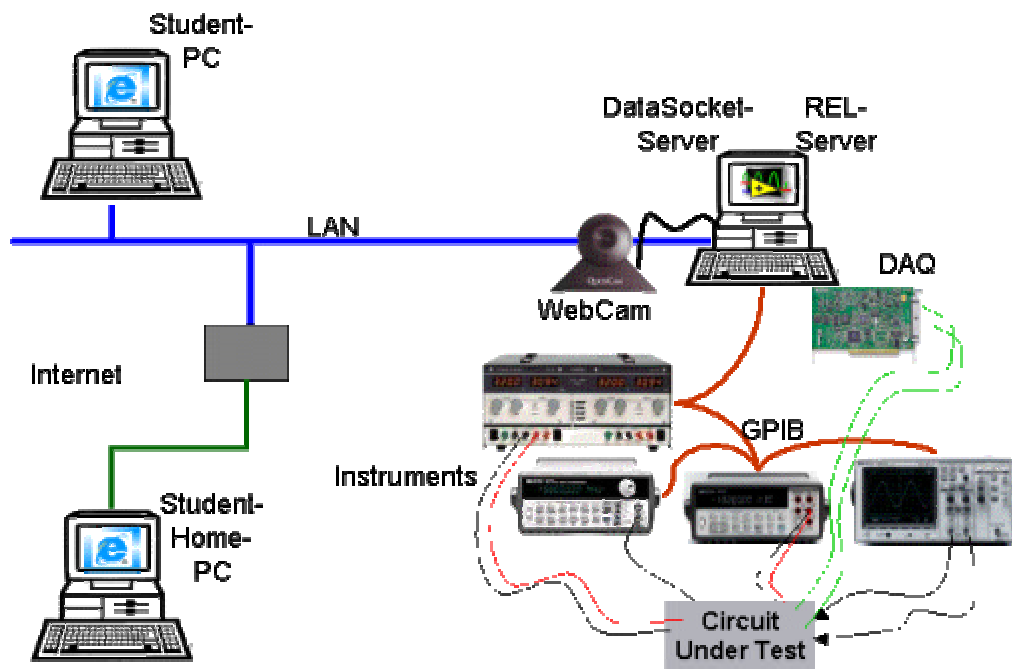 Student-
PC
DataSocket-
Server
REL-
Server
LAN
DAQ
WebCam
Internet
GPIB
Instruments
Student-
Home-
PC
Circuit
Under Test